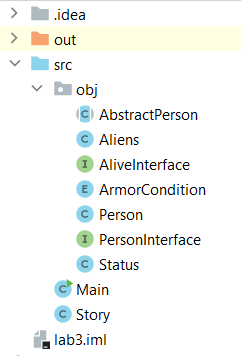 .idea
out
src
obj
C AbstractPerson
C Aliens
I AliveInterface
E ArmorCondition
C Person
I PersonInterface
C Status
C Main
C Story
lab3.iml